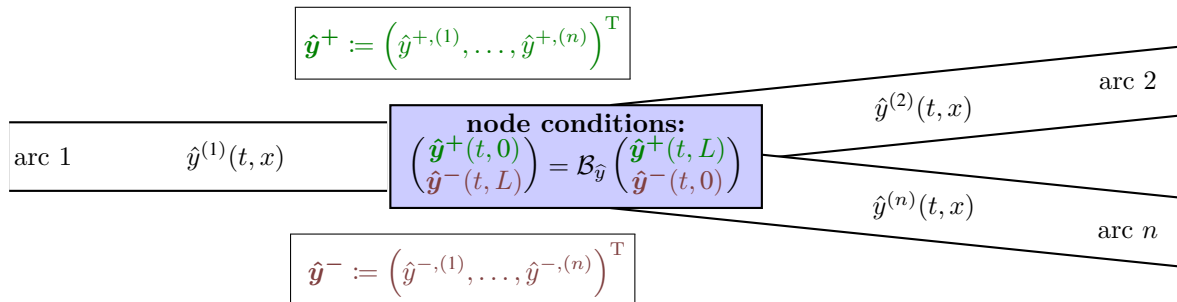 ŷ⁺ := (ŷ^{+,(1)}, . . . , ŷ^{+,(n)})^T
arc 1
ŷ^{(1)}(t, x)
node conditions:
(ŷ⁺(t, 0) ŷ⁻(t, L)) = ℬ_ŷ (ŷ⁺(t, L) ŷ⁻(t, 0))
arc 2
ŷ^{(2)}(t, x)
ŷ^{(n)}(t, x)
arc n
ŷ⁻ := (ŷ^{−,(1)}, . . . , ŷ^{−,(n)})^T